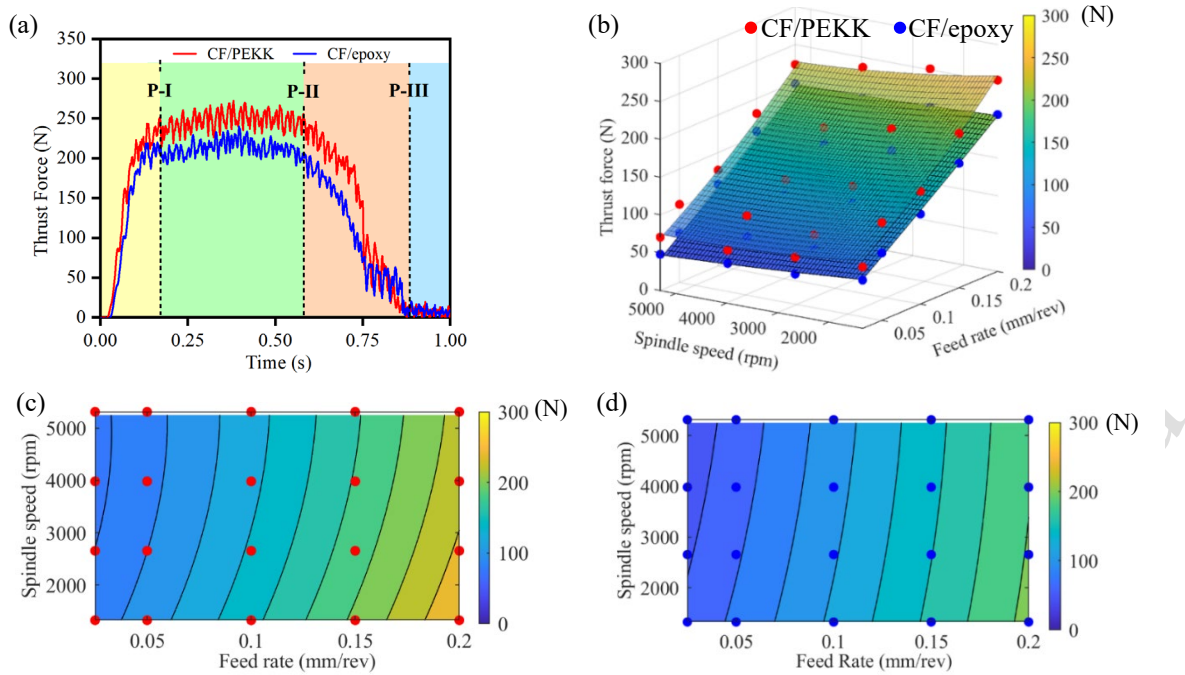 (a)
350
300
250
200
150
100
50
0
Thrust Force (N)
CF/PEKK
CF/epoxy
P-I
P-II
P-III
0.00
0.25
0.50
0.75
1.00
Time (s)
(b)
CF/PEKK
CF/epoxy
300
250
200
150
100
50
0
Thrust force (N)
5000
4000
3000
2000
Spindle speed (rpm)
0.05
0.1
0.15
0.2
Feed rate (mm/rev)
300
(N)
250
200
150
100
50
0
(c)
5000
4000
3000
2000
Spindle speed (rpm)
0.05
0.1
0.15
0.2
Feed rate (mm/rev)
300
(N)
200
100
0
(d)
5000
4000
3000
2000
Spindle speed (rpm)
0.05
0.1
0.15
0.2
Feed Rate (mm/rev)
300
(N)
200
100
0